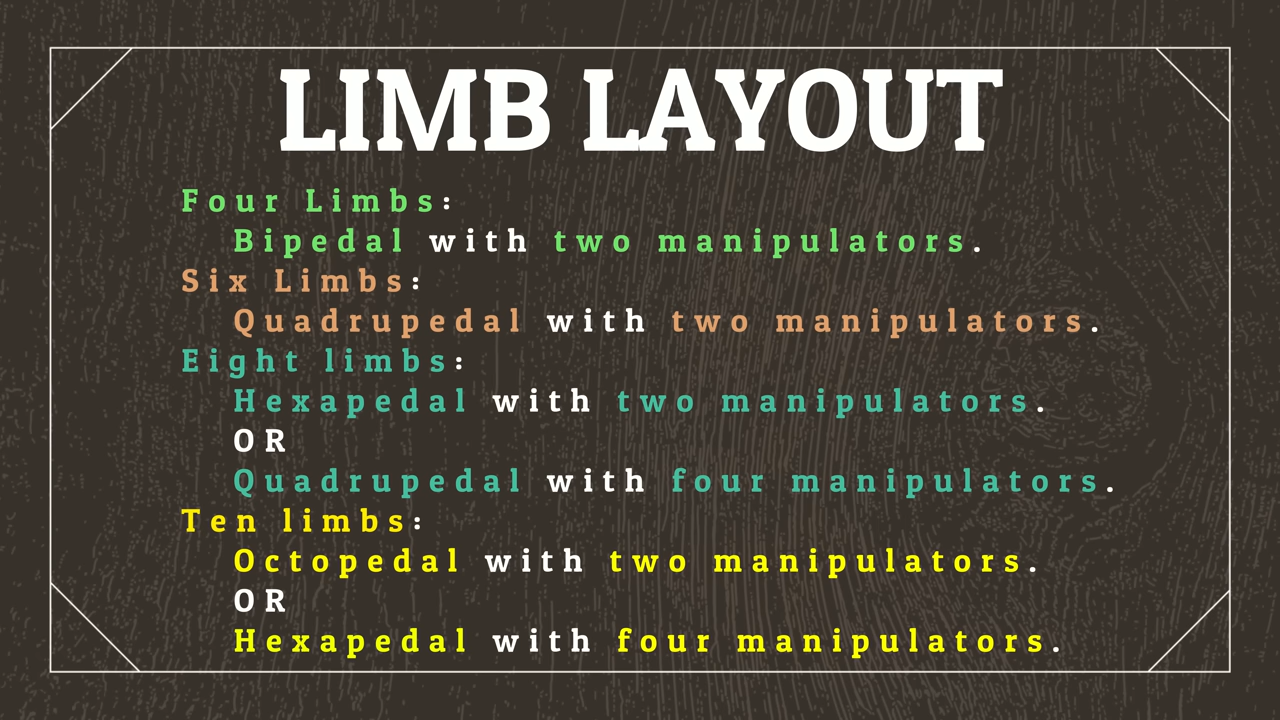 LIMB LAYOUT
Four Limbs:
Bipedal with two manipulators.
Six Limbs:
Quadrupedal with two manipulators.
Eight limbs:
Hexapedal with two manipulators.
OR
Quadrupedal with four manipulators.
Ten limbs:
Octopedal with two manipulators.
OR
Hexapedal with four manipulators.